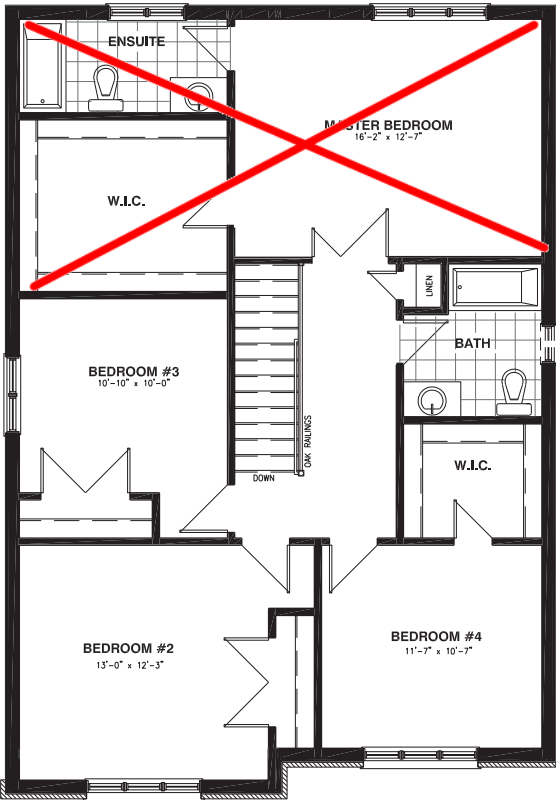 ENSUITE
MASTER BEDROOM
16'-2" x 12'-7"
W.I.C.
LINEN
BATH
BEDROOM #3
10'-10" x 10'-0"
OAK RAILINGS
W.I.C.
DOWN
BEDROOM #4
11'-7" x 10'-7"
BEDROOM #2
13'-0" x 12'-3"